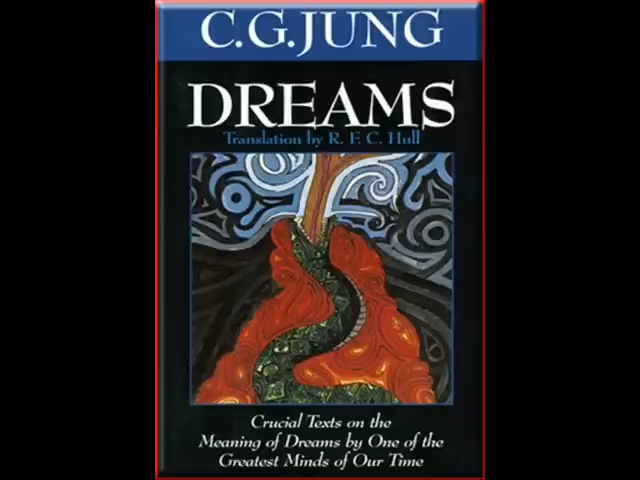 C.G.JUNG
DREAMS
Translation by R. F. C. Hull
Crucial Texts on the
Meaning of Dreams by One of the
Greatest Minds of Our Time